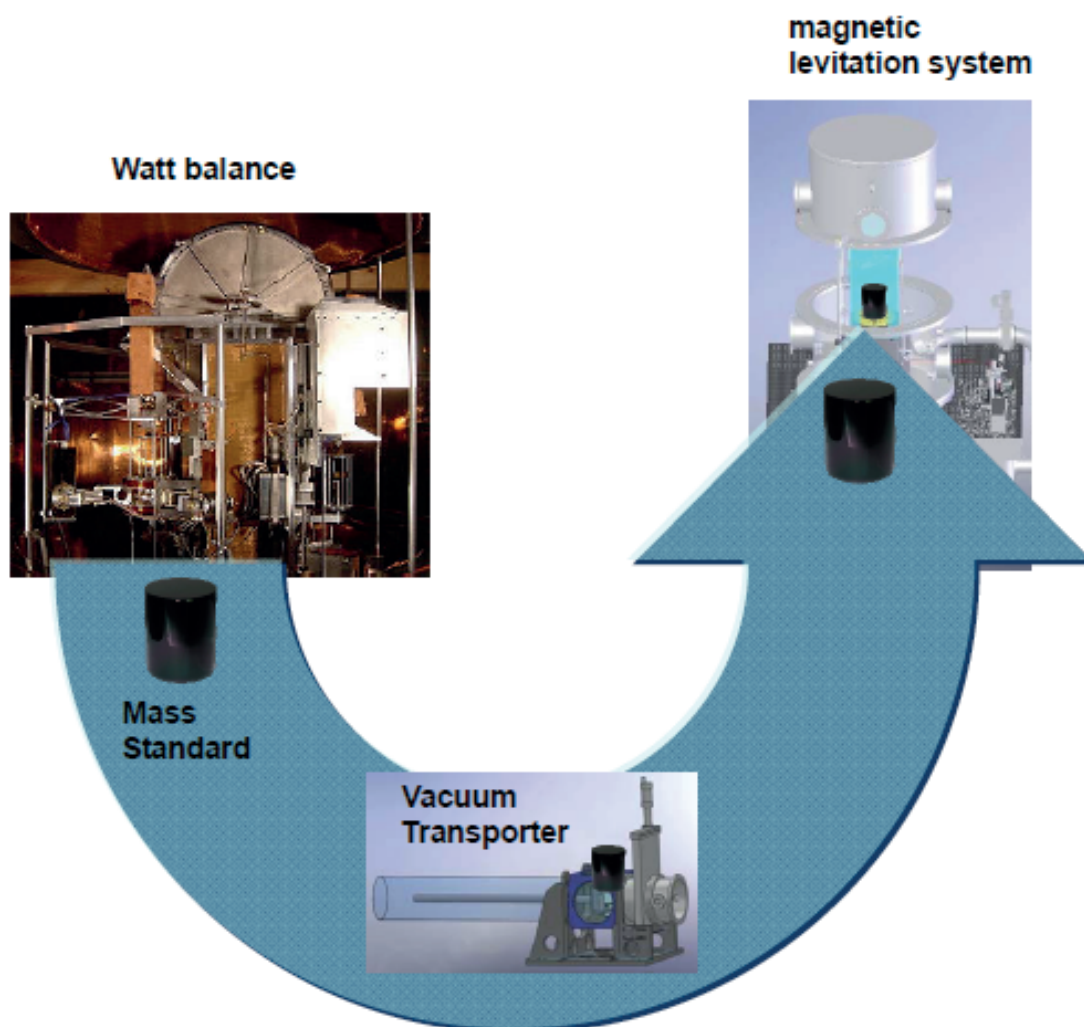 magnetic
levitation system
Watt balance
Mass
Standard
Vacuum
Transporter